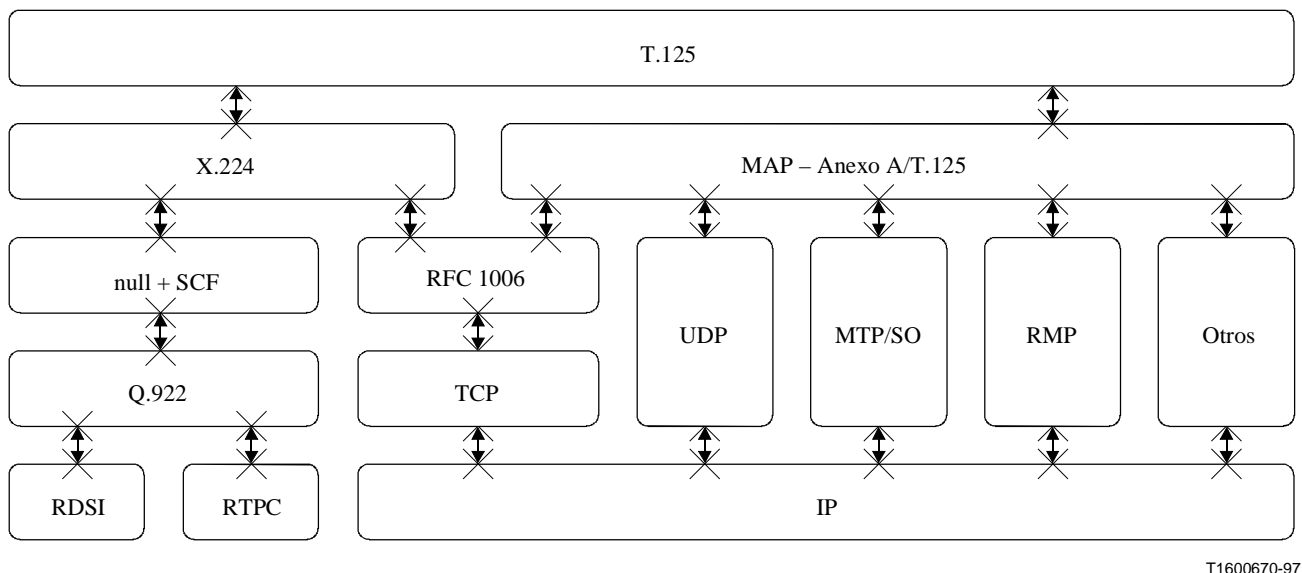 T.125
X.224
MAP – Anexo A/T.125
null + SCF
RFC 1006
UDP
MTP/SO
RMP
Otros
Q.922
TCP
RDSI
RTPC
IP
T1600670-97